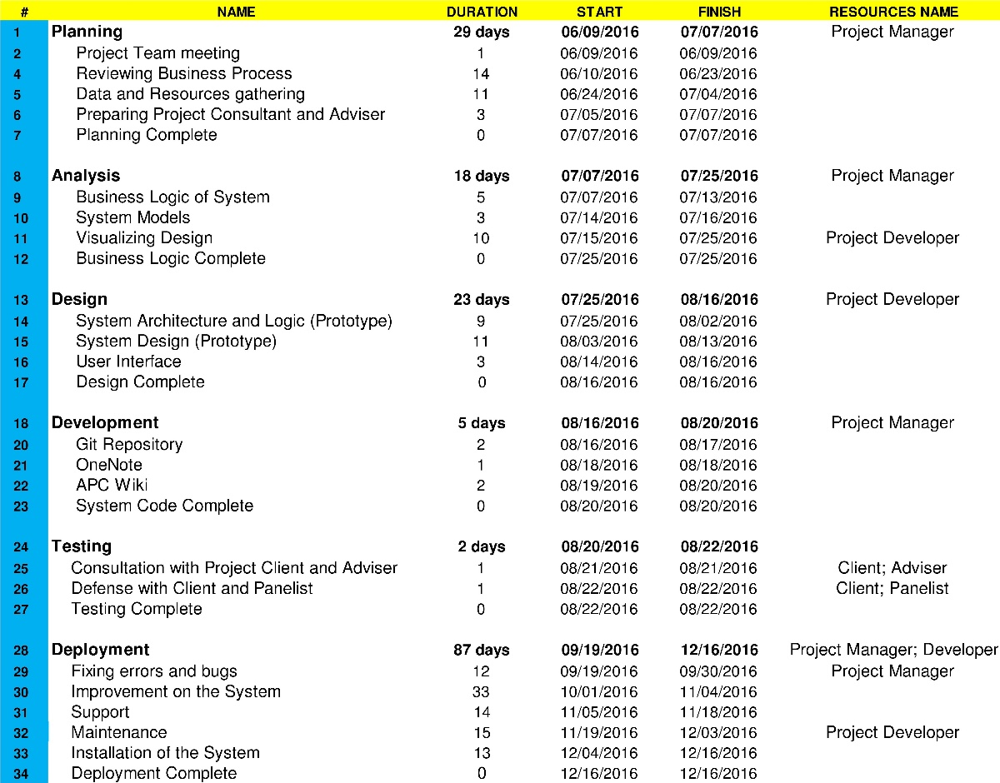 # NAME DURATION START FINISH RESOURCES NAME
1 Planning 29 days 06/09/2016 07/07/2016 Project Manager
2 Project Team meeting 1 06/09/2016 06/09/2016
4 Reviewing Business Process 14 06/10/2016 06/23/2016
5 Data and Resources gathering 11 06/24/2016 07/04/2016
6 Preparing Project Consultant and Adviser 3 07/05/2016 07/07/2016
7 Planning Complete 0 07/07/2016 07/07/2016
8 Analysis 18 days 07/07/2016 07/25/2016 Project Manager
9 Business Logic of System 5 07/07/2016 07/13/2016
10 System Models 3 07/14/2016 07/16/2016
11 Visualizing Design 10 07/15/2016 07/25/2016 Project Developer
12 Business Logic Complete 0 07/25/2016 07/25/2016
13 Design 23 days 07/25/2016 08/16/2016 Project Developer
14 System Architecture and Logic (Prototype) 9 07/25/2016 08/02/2016
15 System Design (Prototype) 11 08/03/2016 08/13/2016
16 User Interface 3 08/14/2016 08/16/2016
17 Design Complete 0 08/16/2016 08/16/2016
18 Development 5 days 08/16/2016 08/20/2016 Project Manager
20 Git Repository 2 08/16/2016 08/17/2016
21 OneNote 1 08/18/2016 08/18/2016
22 APC Wiki 2 08/19/2016 08/20/2016
23 System Code Complete 0 08/20/2016 08/20/2016
24 Testing 2 days 08/20/2016 08/22/2016
25 Consultation with Project Client and Adviser 1 08/21/2016 08/21/2016 Client; Adviser
26 Defense with Client and Panelist 1 08/22/2016 08/22/2016 Client; Panelist
27 Testing Complete 0 08/22/2016 08/22/2016
28 Deployment 87 days 09/19/2016 12/16/2016 Project Manager; Developer
29 Fixing errors and bugs 12 09/19/2016 09/30/2016 Project Manager
30 Improvement on the System 33 10/01/2016 11/04/2016
31 Support 14 11/05/2016 11/18/2016
32 Maintenance 15 11/19/2016 12/03/2016 Project Developer
33 Installation of the System 13 12/04/2016 12/16/2016
34 Deployment Complete 0 12/16/2016 12/16/2016